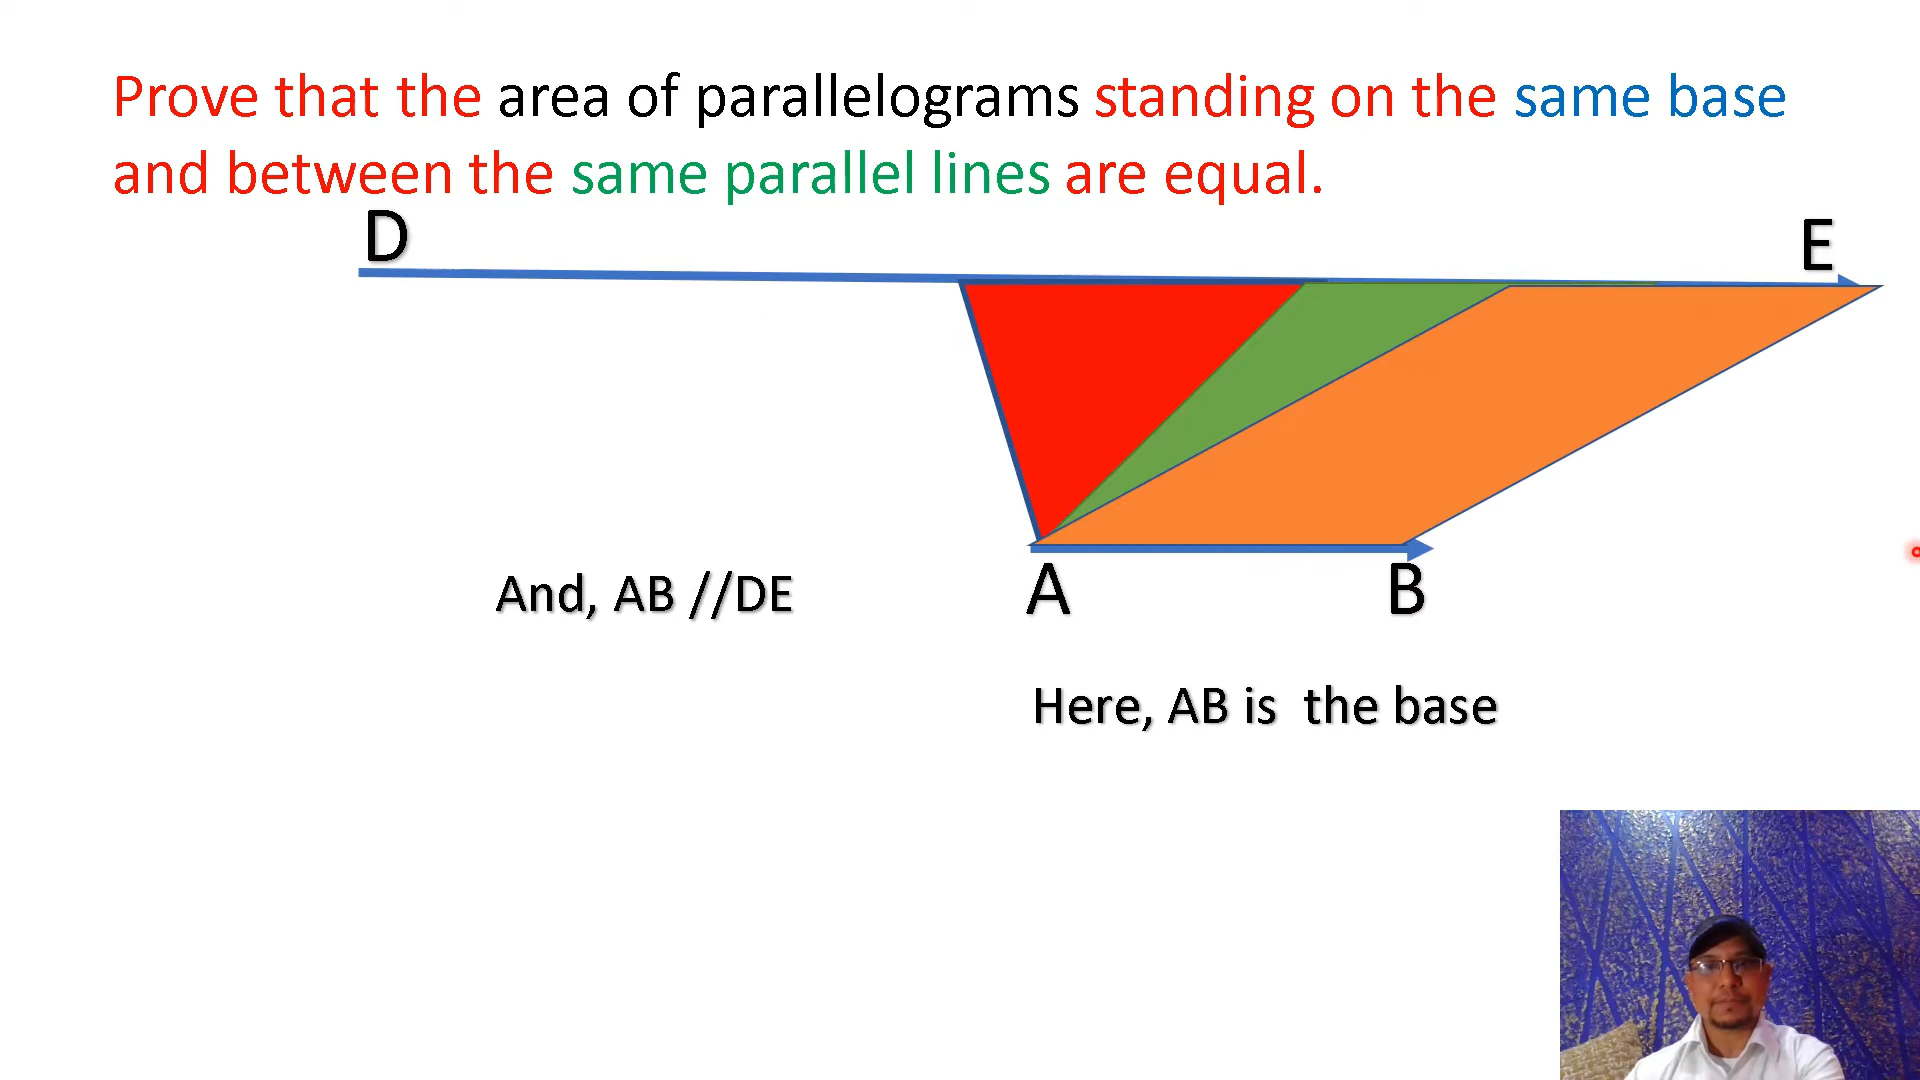 Prove that the area of parallelograms standing on the same base
and between the same parallel lines are equal.
D
E
A
B
And, AB //DE
Here, AB is the base